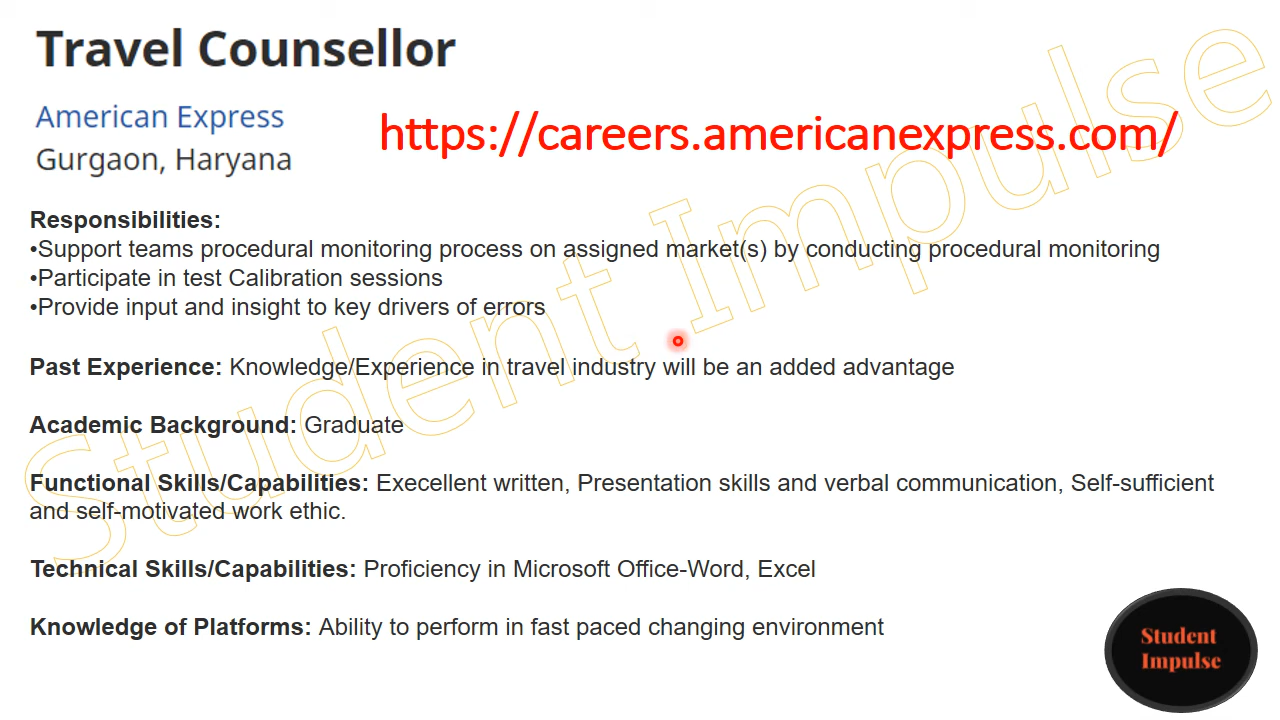 Travel Counsellor
American Express
https://careers.americanexpress.com/
Gurgaon, Haryana
Responsibilities:
•Support teams procedural monitoring process on assigned market(s) by conducting procedural monitoring
•Participate in test Calibration sessions
•Provide input and insight to key drivers of errors
Past Experience: Knowledge/Experience in travel industry will be an added advantage
Academic Background: Graduate
Functional Skills/Capabilities: Execellent written, Presentation skills and verbal communication, Self-sufficient
and self-motivated work ethic.
Technical Skills/Capabilities: Proficiency in Microsoft Office-Word, Excel
Knowledge of Platforms: Ability to perform in fast paced changing environment
Student Impulse
Student
Impulse